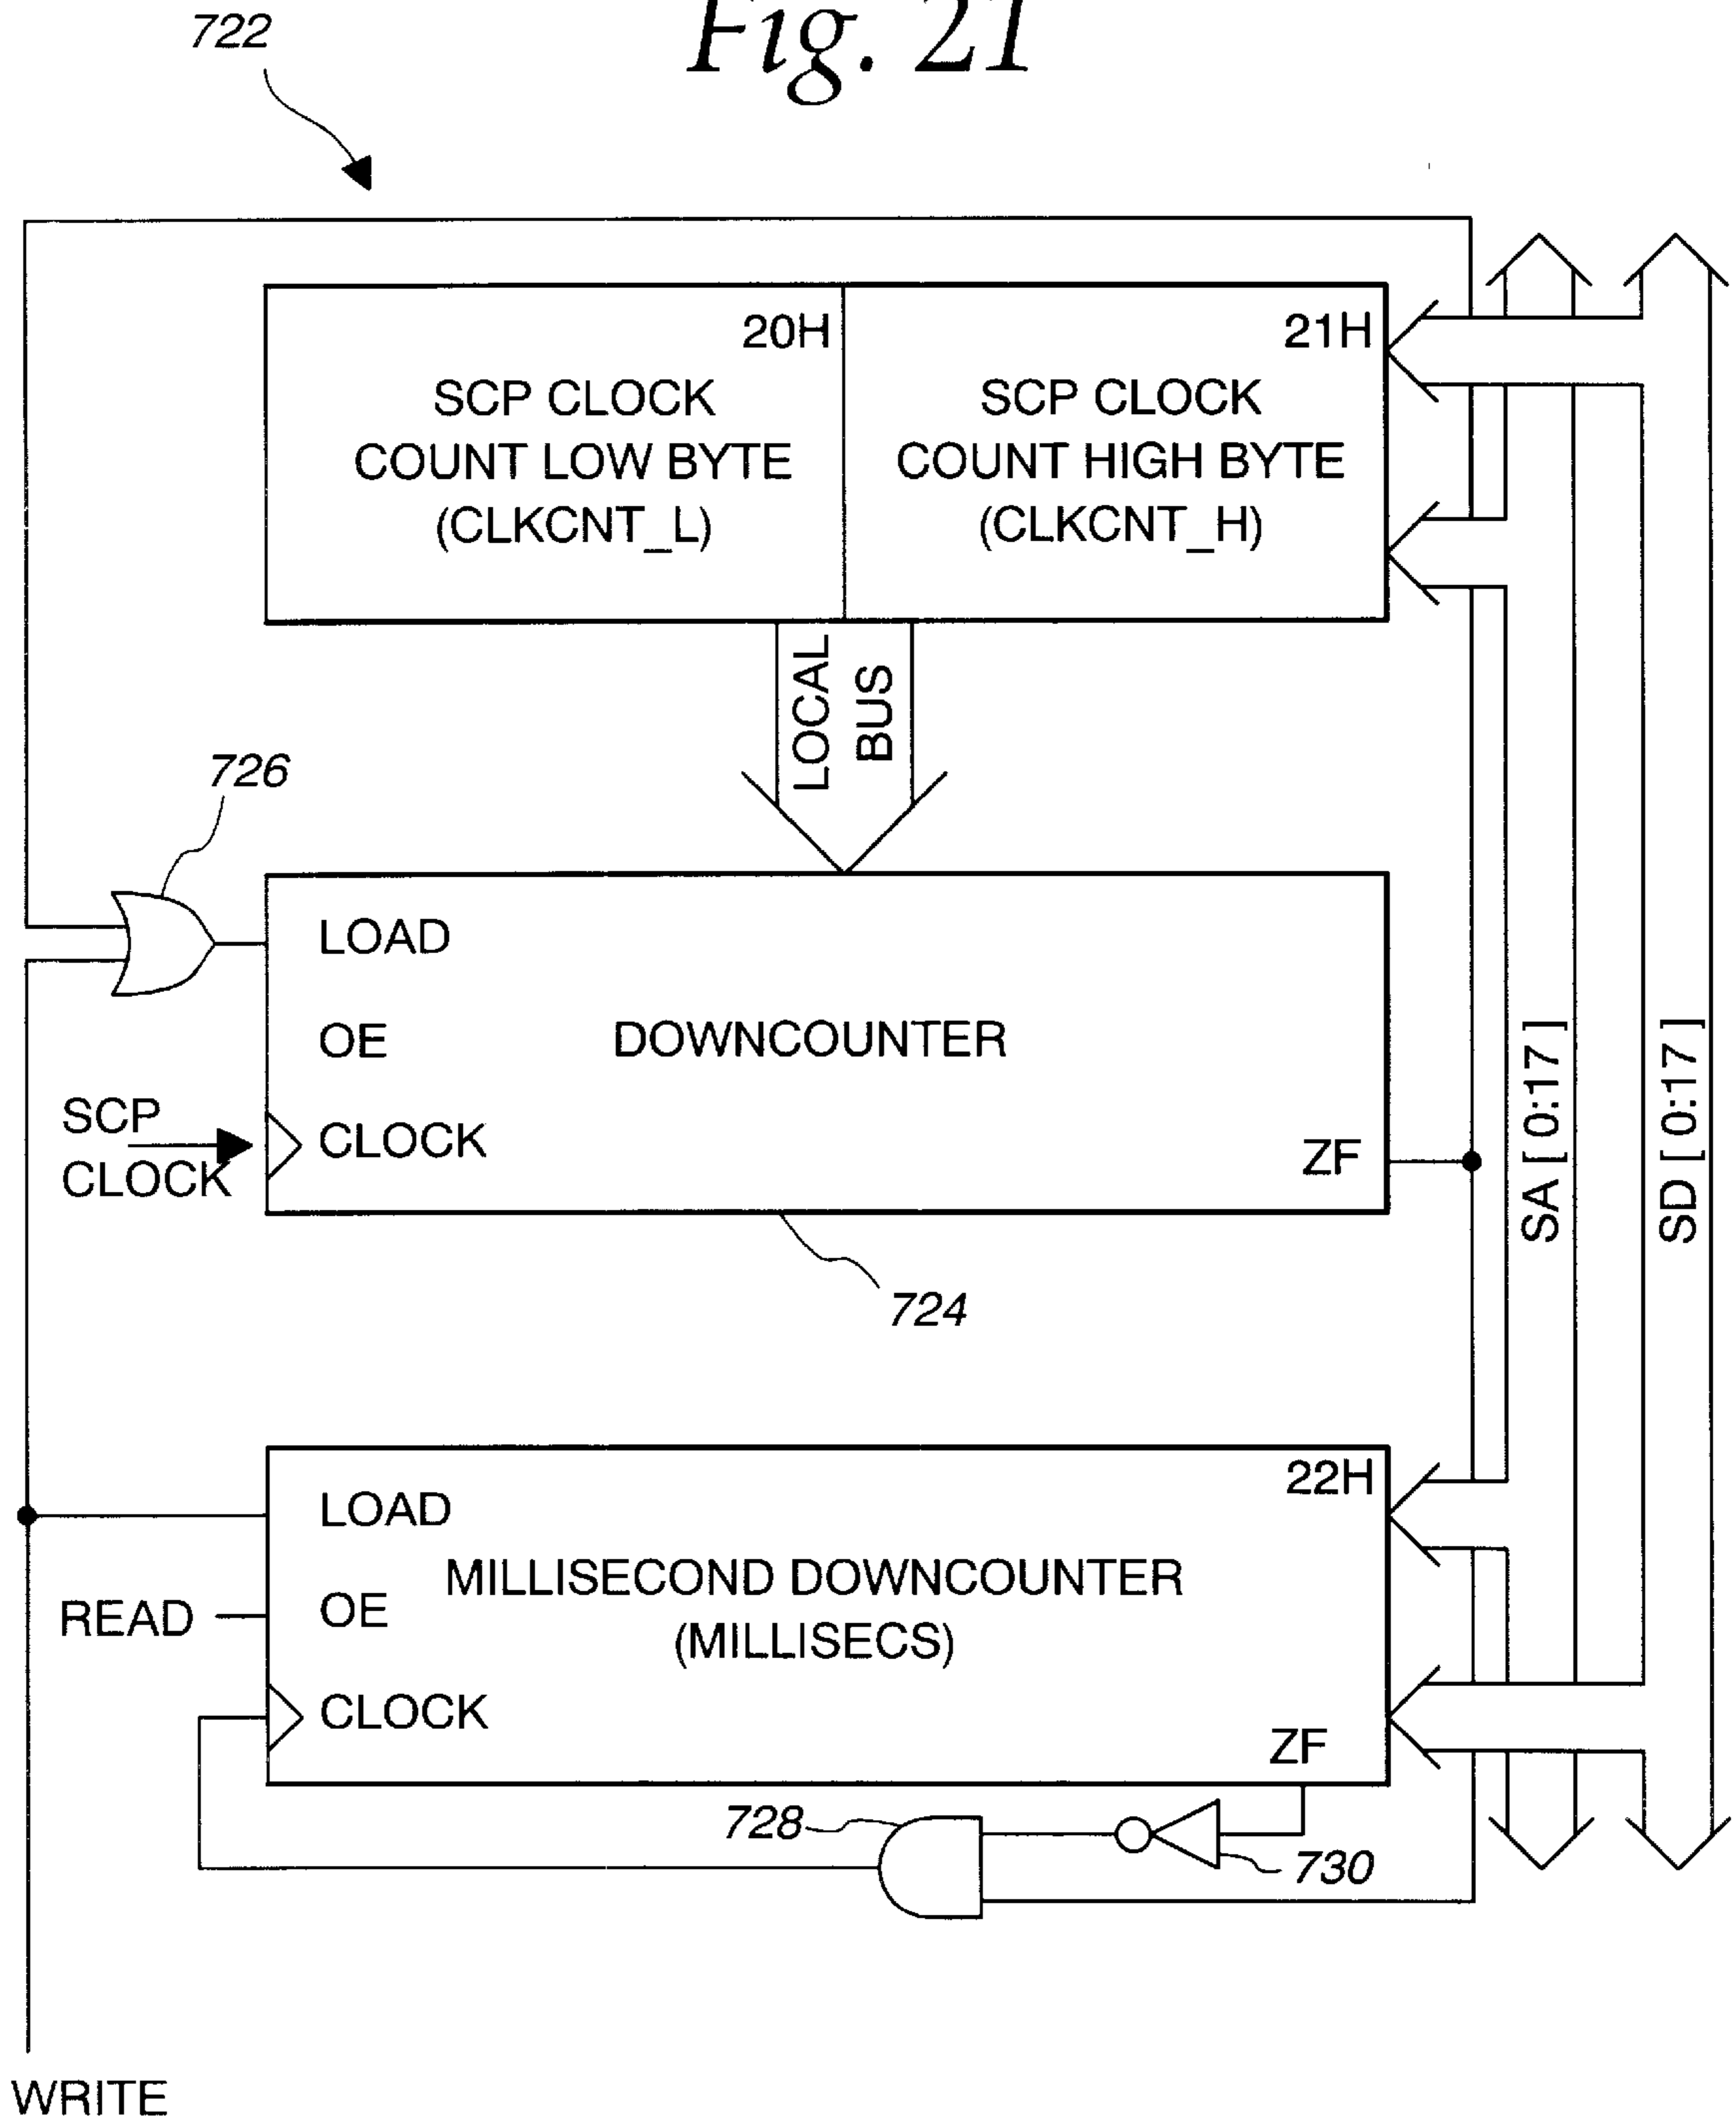 Fig. 21
722
20H
21H
SCP CLOCK
COUNT LOW BYTE
(CLKCNT_L)
SCP CLOCK
COUNT HIGH BYTE
(CLKCNT_H)
LOCAL
BUS
726
LOAD
OE
DOWNCOUNTER
SCP
CLOCK
CLOCK
ZF
724
SA [ 0:17 ]
SD [ 0:17 ]
22H
LOAD
MILLISECOND DOWNCOUNTER
(MILLISECS)
READ
OE
CLOCK
ZF
728
730
WRITE